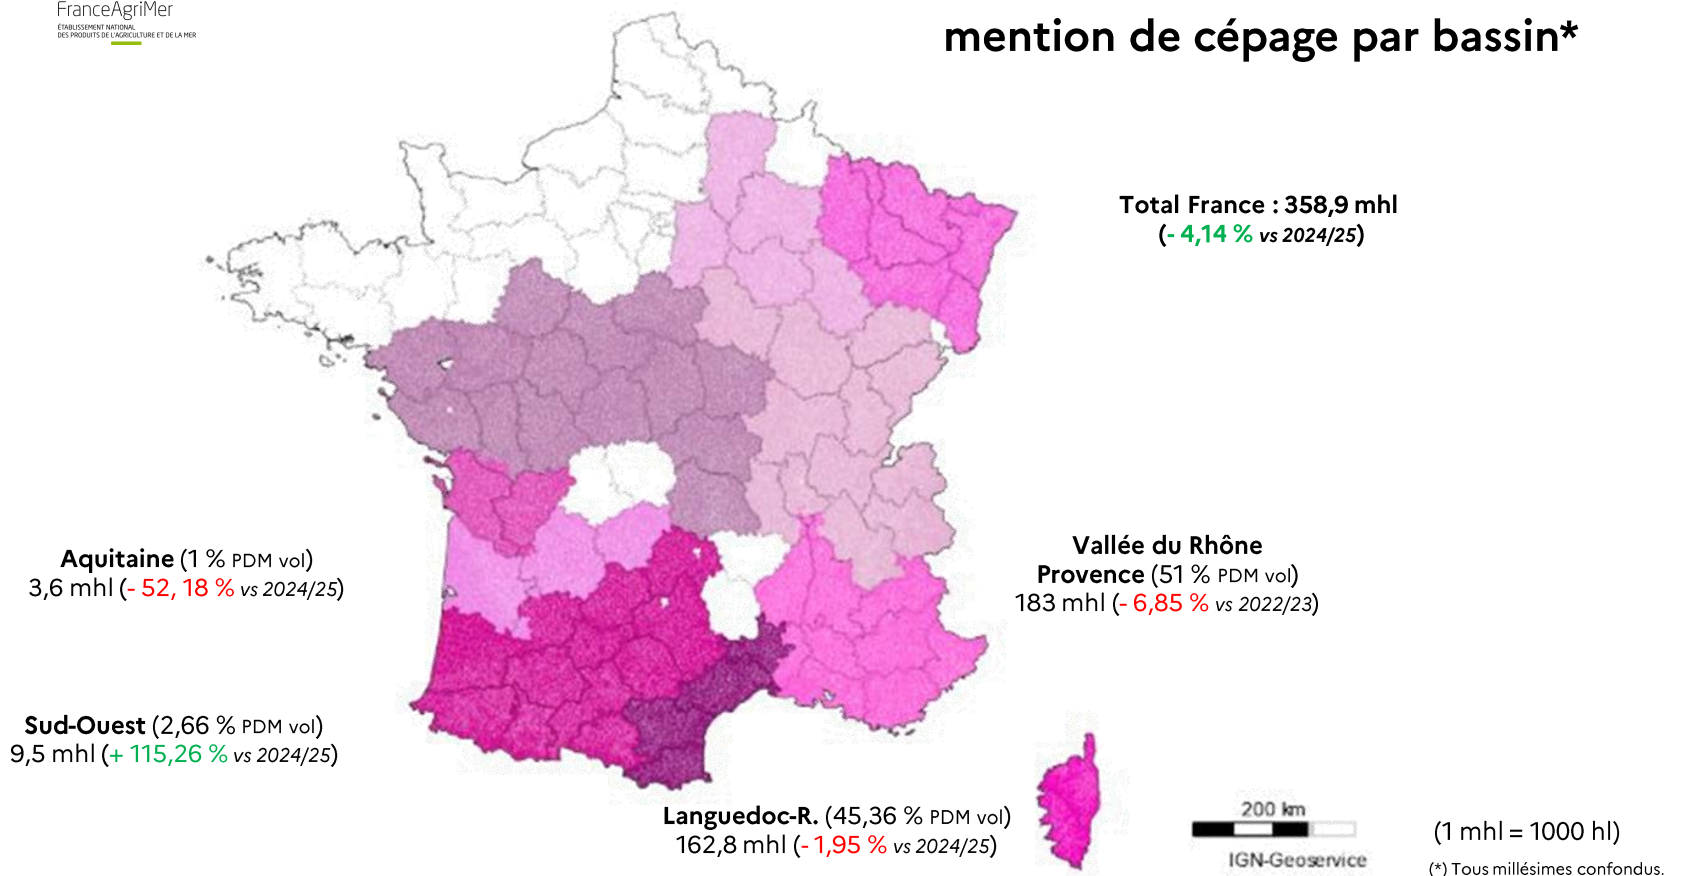 FranceAgriMer
ÉTABLISSEMENT NATIONAL
DES PRODUITS DE L'AGRICULTURE ET DE LA MER
mention de cépage par bassin*
Total France : 358,9 mhl
(- 4,14 % vs 2024/25)
Aquitaine (1 % PDM vol)
3,6 mhl (- 52, 18 % vs 2024/25)
Vallée du Rhône
Provence (51 % PDM vol)
183 mhl (- 6,85 % vs 2022/23)
Sud-Ouest (2,66 % PDM vol)
9,5 mhl (+ 115,26 % vs 2024/25)
Languedoc-R. (45,36 % PDM vol)
162,8 mhl (- 1,95 % vs 2024/25)
200 km
IGN-Geoservice
(1 mhl = 1000 hl)
(*) Tous millésimes confondus.